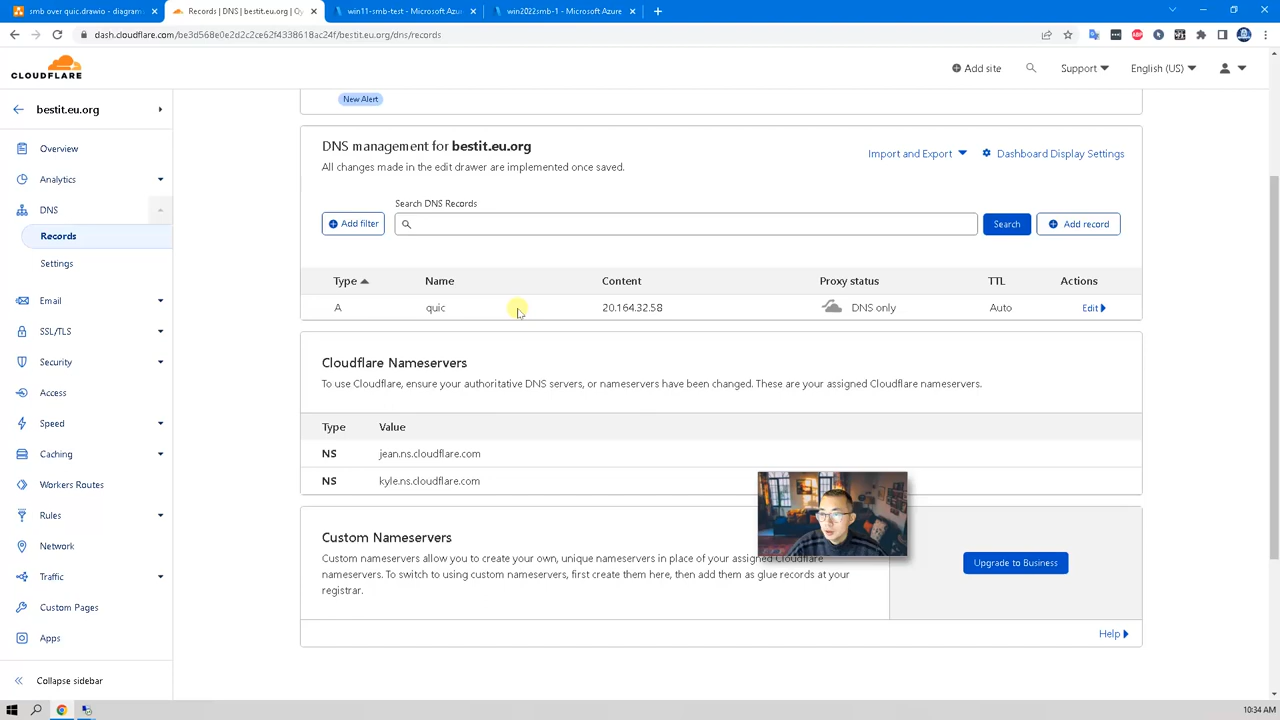 smb over quic.drawio - diagrams
Records | DNS | bestit.eu.org | Oy
win11-smb-test - Microsoft Azu
win2022smb-1 - Microsoft Azure
dash.cloudflare.com/be3d568e0e2d2c2ce62f4338618ac24f/bestit.eu.org/dns/records
CLOUDFLARE
Add site
Support
English (US)
bestit.eu.org
Overview
Analytics
DNS
Records
Settings
Email
SSL/TLS
Security
Access
Speed
Caching
Workers Routes
Rules
Network
Traffic
Custom Pages
Apps
Collapse sidebar
New Alert
DNS management for bestit.eu.org
All changes made in the edit drawer are implemented once saved.
Import and Export
Dashboard Display Settings
Search DNS Records
Add filter
Search
Add record
Type Name Content Proxy status TTL Actions
A quic 20.164.32.58 DNS only Auto Edit
Cloudflare Nameservers
To use Cloudflare, ensure your authoritative DNS servers, or nameservers have been changed. These are your assigned Cloudflare nameservers.
Type Value
NS jean.ns.cloudflare.com
NS kyle.ns.cloudflare.com
Custom Nameservers
Custom nameservers allow you to create your own, unique nameservers in place of your assigned Cloudflare
nameservers. To switch to using custom nameservers, first create them here, then add them as glue records at your
registrar.
Upgrade to Business
Help
10:34 AM